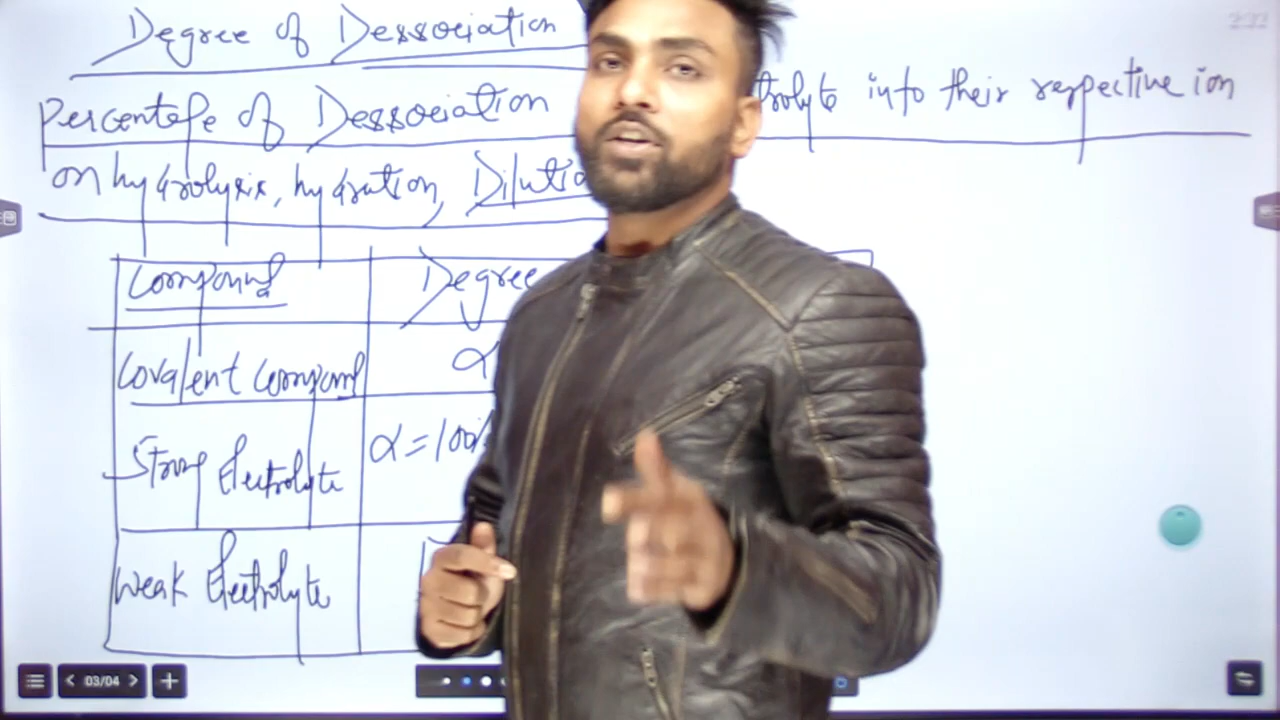 Degree of Dessociation
Percentage of Dessociation trolyte into their respective ion
on hydrolysis, hydration, Dilutio
Compound Degree
Covalent Compound α
Strong Electrolyte α=100%
Weak Electrolyte
03/04